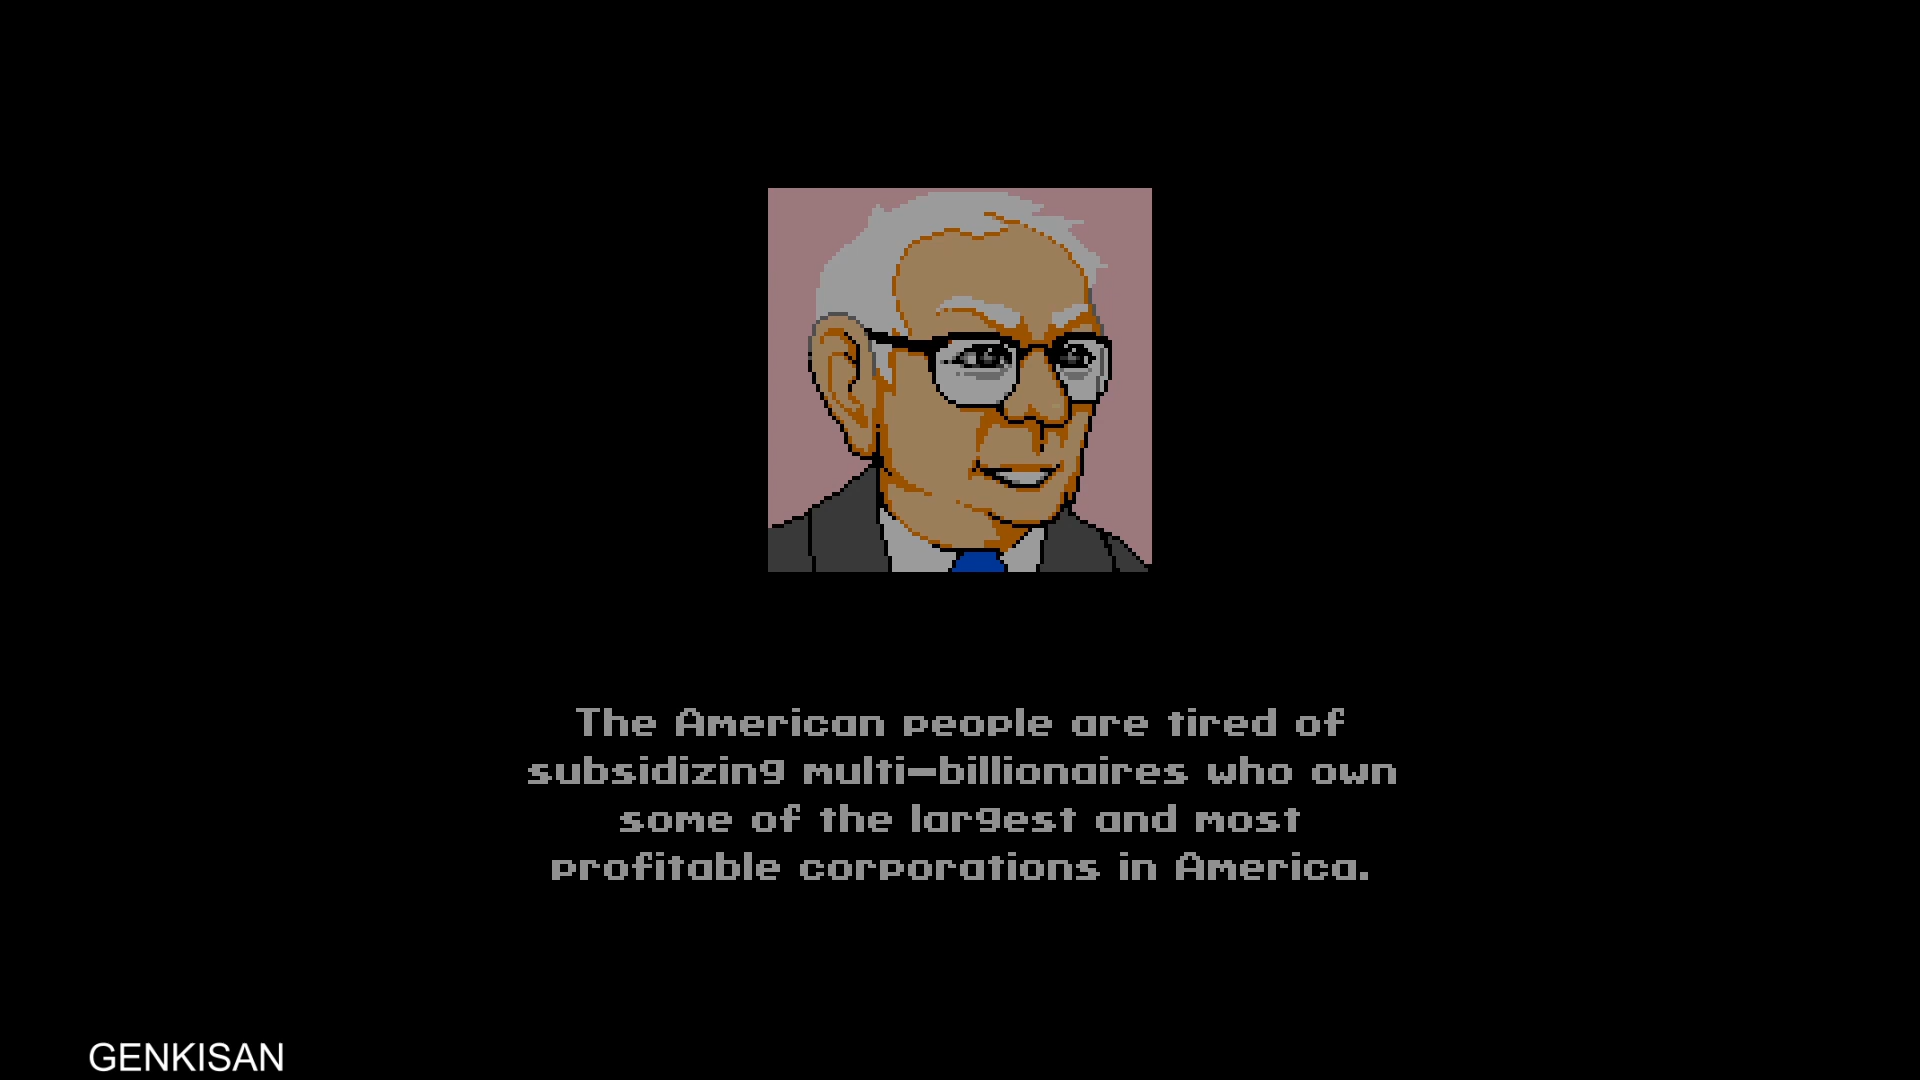 The American people are tired of
subsidizing multi-billionaires who own
some of the largest and most
profitable corporations in America.
GENKISAN